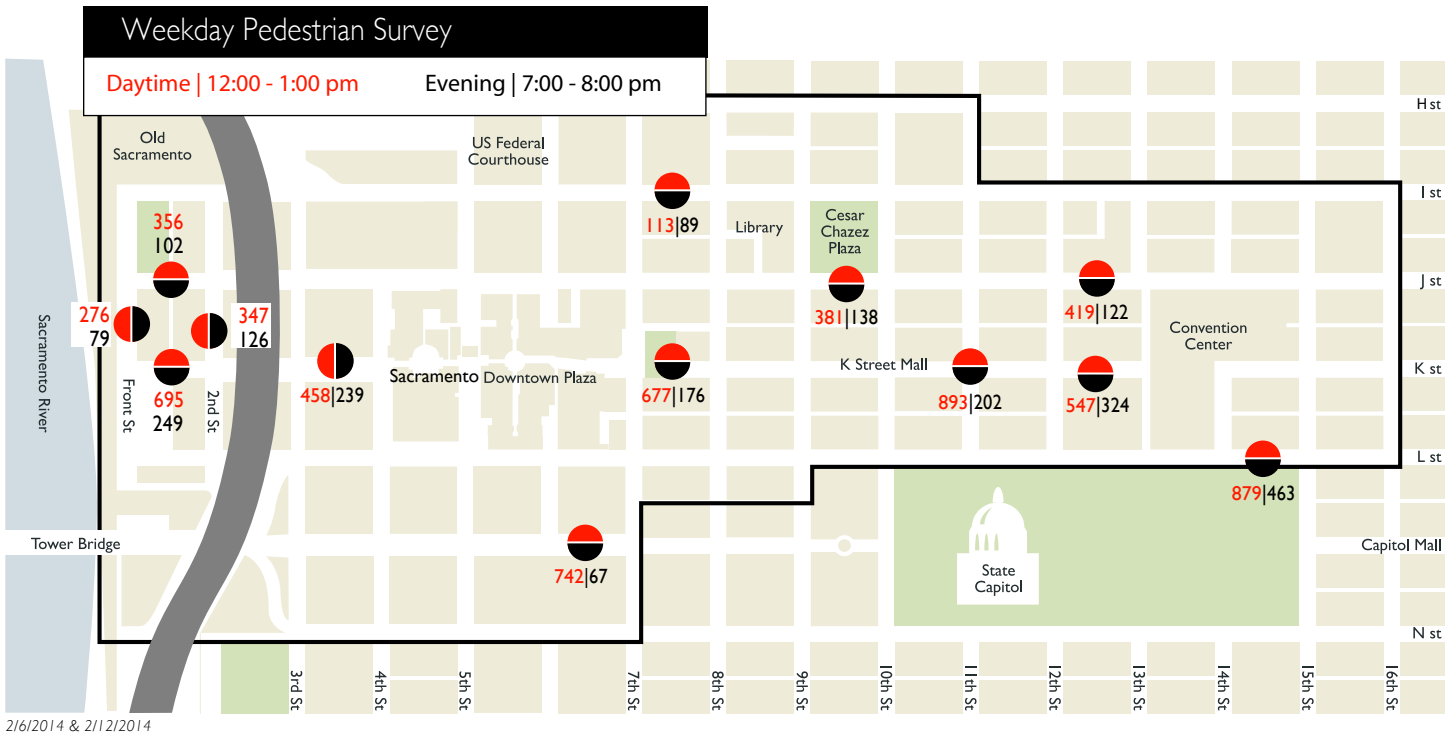 Weekday Pedestrian Survey
Daytime | 12:00 - 1:00 pm
Evening | 7:00 - 8:00 pm
H st
Old
Sacramento
US Federal
Courthouse
I st
113|89
Library
Cesar
Chazez
Plaza
356
102
J st
276
79
347
126
381|138
419|122
Convention
Center
Sacramento River
Front St
2nd St
695
249
458|239
Sacramento Downtown Plaza
677|176
K Street Mall
893|202
547|324
K st
L st
879|463
Tower Bridge
742|67
State
Capitol
Capitol Mall
N st
3rd St
4th St
5th St
7th St
8th St
9th St
10th St
11th St
12th St
13th St
14th St
15th St
16th St
2/6/2014 & 2/12/2014